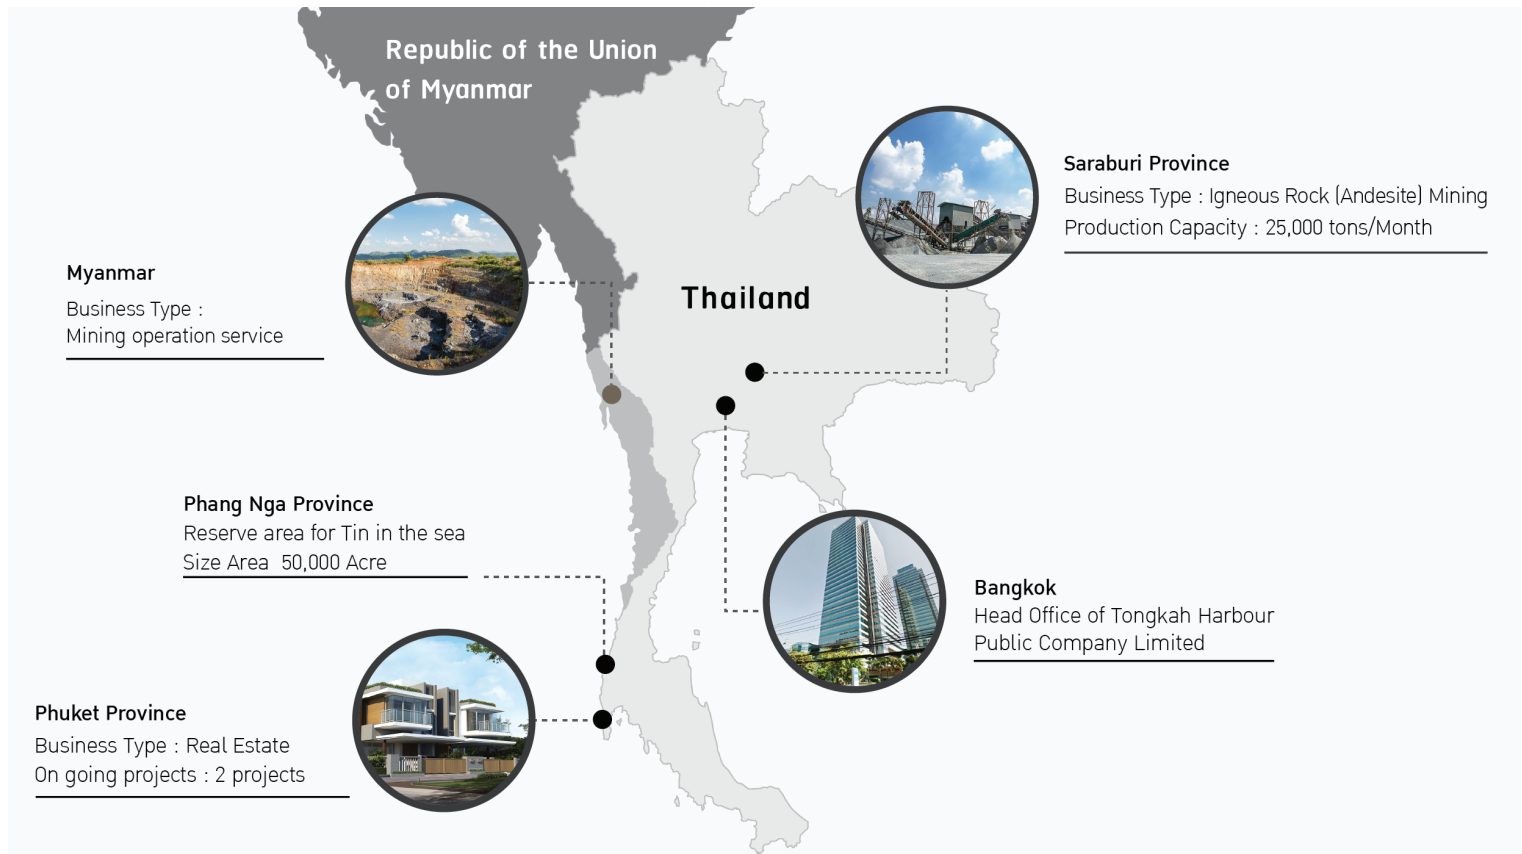 Republic of the Union
of Myanmar
Saraburi Province
Business Type : Igneous Rock (Andesite) Mining
Production Capacity : 25,000 tons/Month
Myanmar
Business Type :
Mining operation service
Thailand
Phang Nga Province
Reserve area for Tin in the sea
Size Area 50,000 Acre
Bangkok
Head Office of Tongkah Harbour
Public Company Limited
Phuket Province
Business Type : Real Estate
On going projects : 2 projects